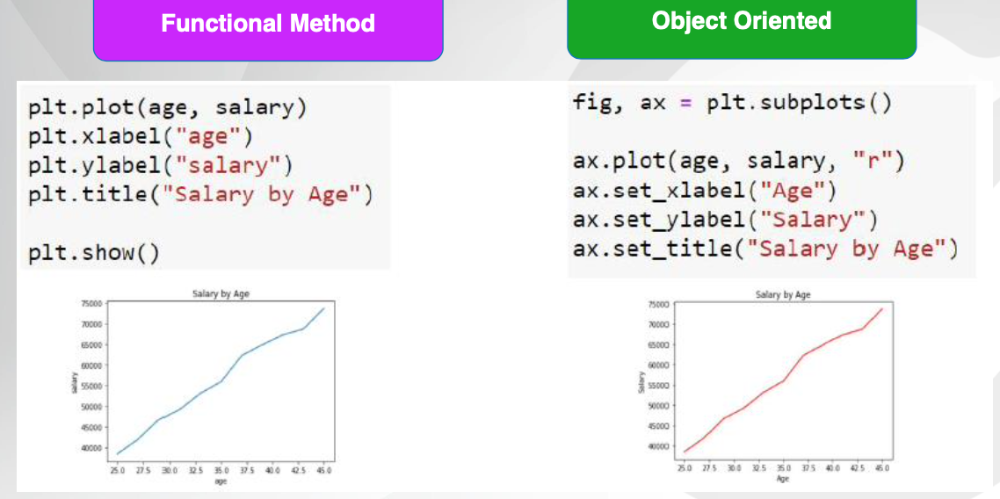 Functional Method
plt.plot(age, salary)
plt.xlabel("age")
plt.ylabel("salary")
plt.title("Salary by Age")
plt.show()
Salary by Age
75000
70000
65000
60000
55000
50000
45000
40000
salary
25.0 27.5 30.0 32.5 35.0 37.5 40.0 42.5 45.0
age
Object Oriented
fig, ax = plt.subplots()
ax.plot(age, salary, "r")
ax.set_xlabel("Age")
ax.set_ylabel("Salary")
ax.set_title("Salary by Age")
Salary by Age
75000
70000
65000
60000
55000
50000
45000
40000
Salary
25.0 27.5 30.0 32.5 35.0 37.5 40.0 42.5 45.0
Age